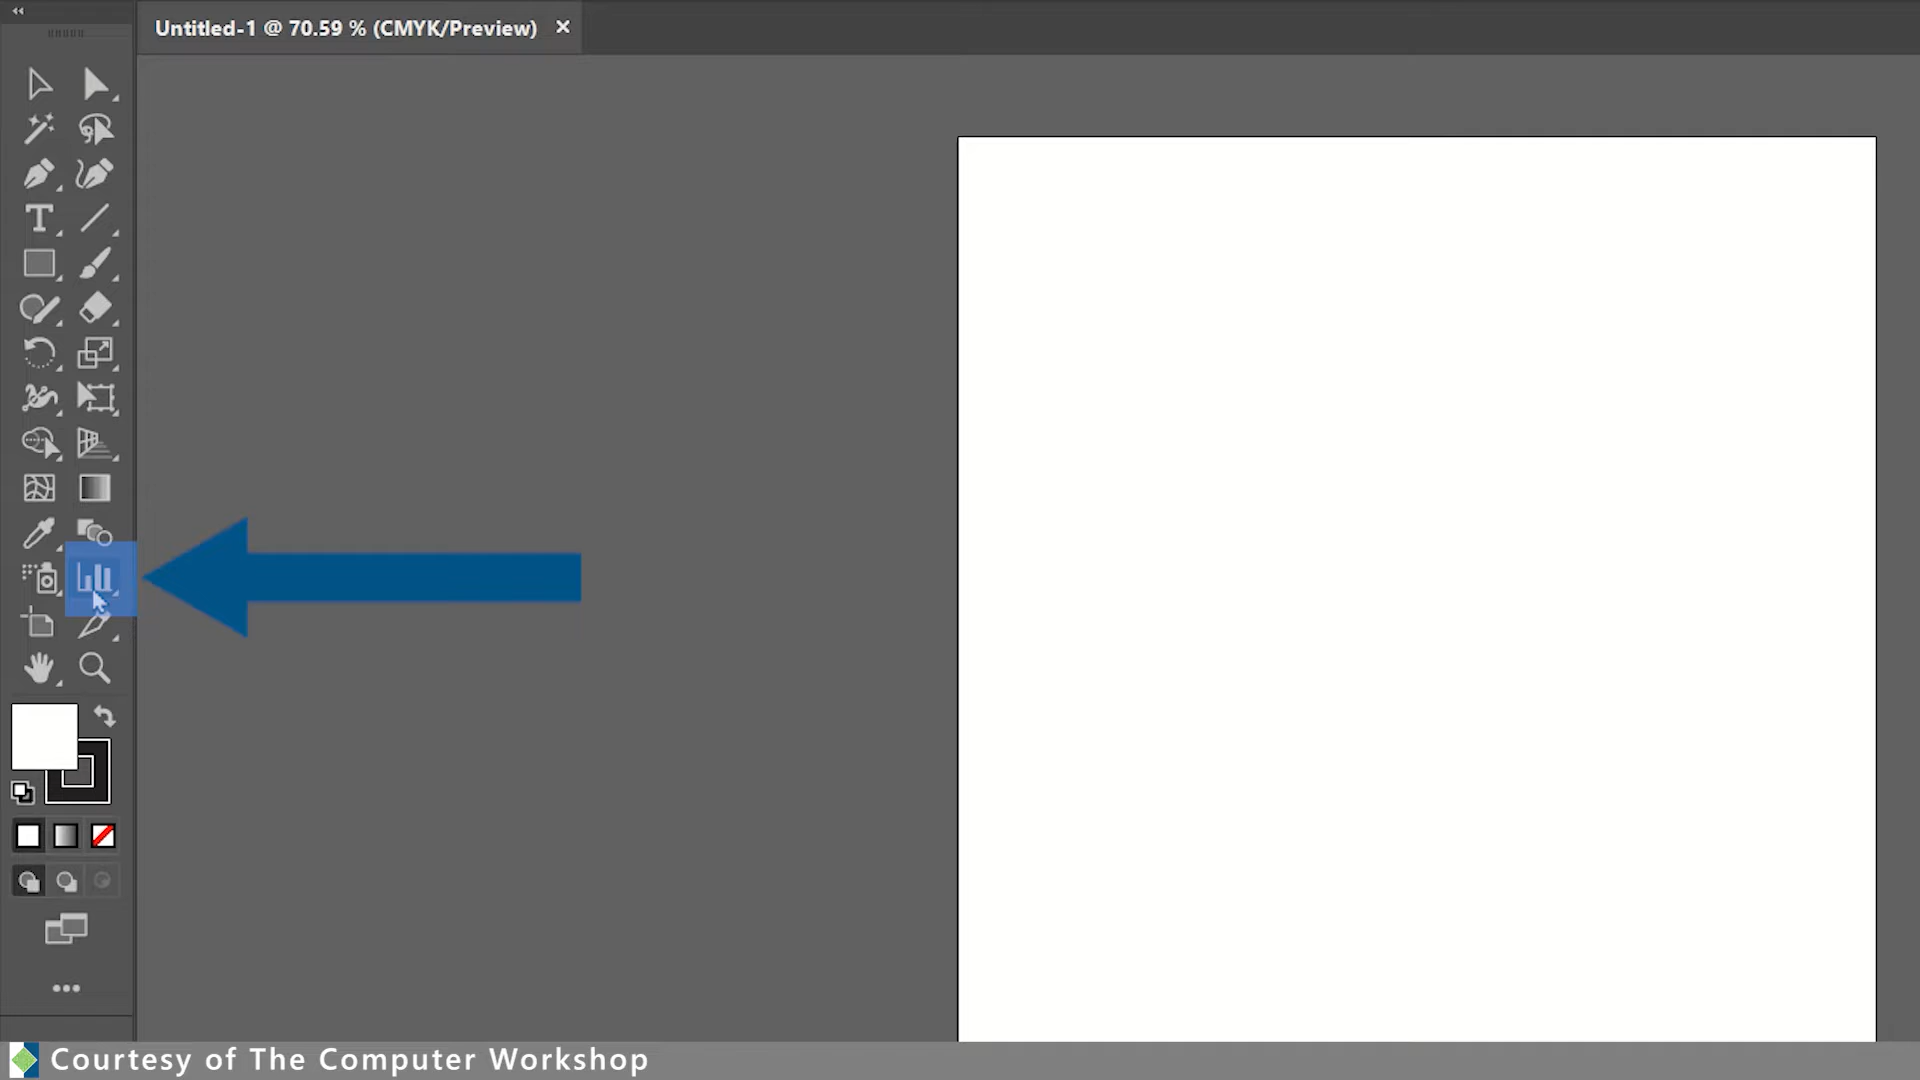 Untitled-1 @ 70.59 % (CMYK/Preview)
Courtesy of The Computer Workshop